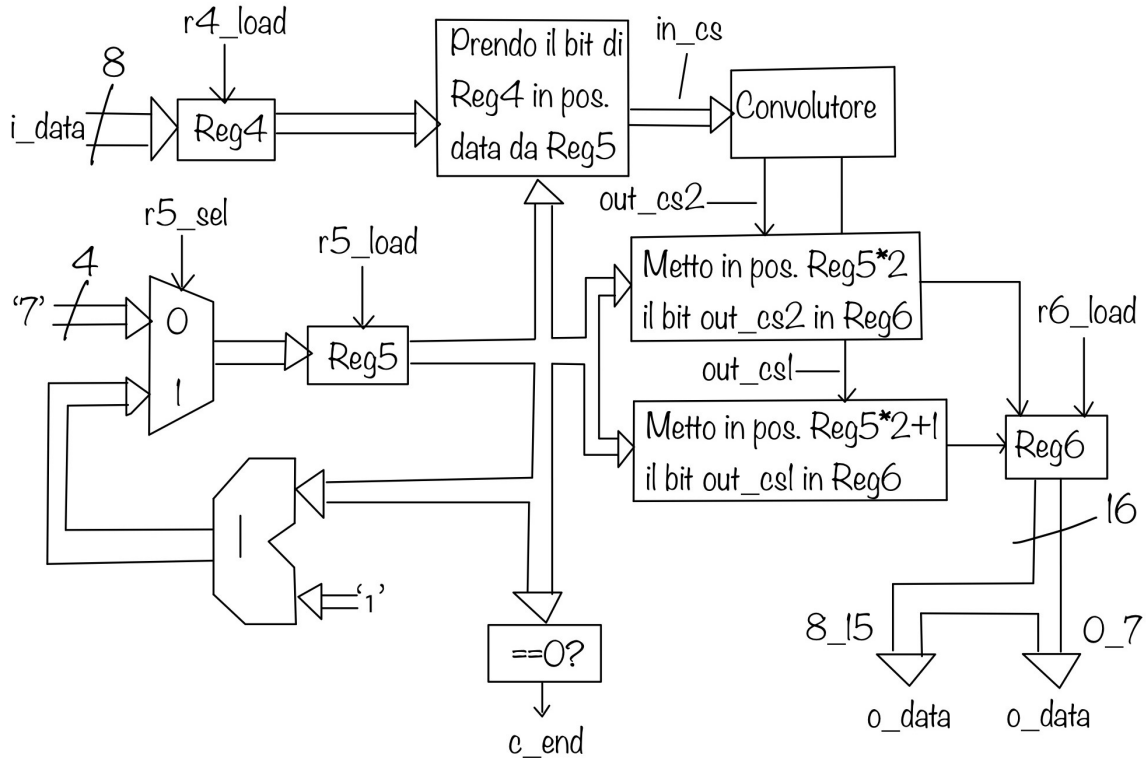 r4_load
8
i_data
Reg4
Prendo il bit di
Reg4 in pos.
data da Reg5
in_cs
Convolutore
out_cs2
r5_sel
4
'7'
0
1
r5_load
Reg5
Metto in pos. Reg5*2
il bit out_cs2 in Reg6
out_cs1
Metto in pos. Reg5*2+1
il bit out_cs1 in Reg6
r6_load
Reg6
16
|
'1'
==0?
c_end
8_15
0_7
o_data
o_data